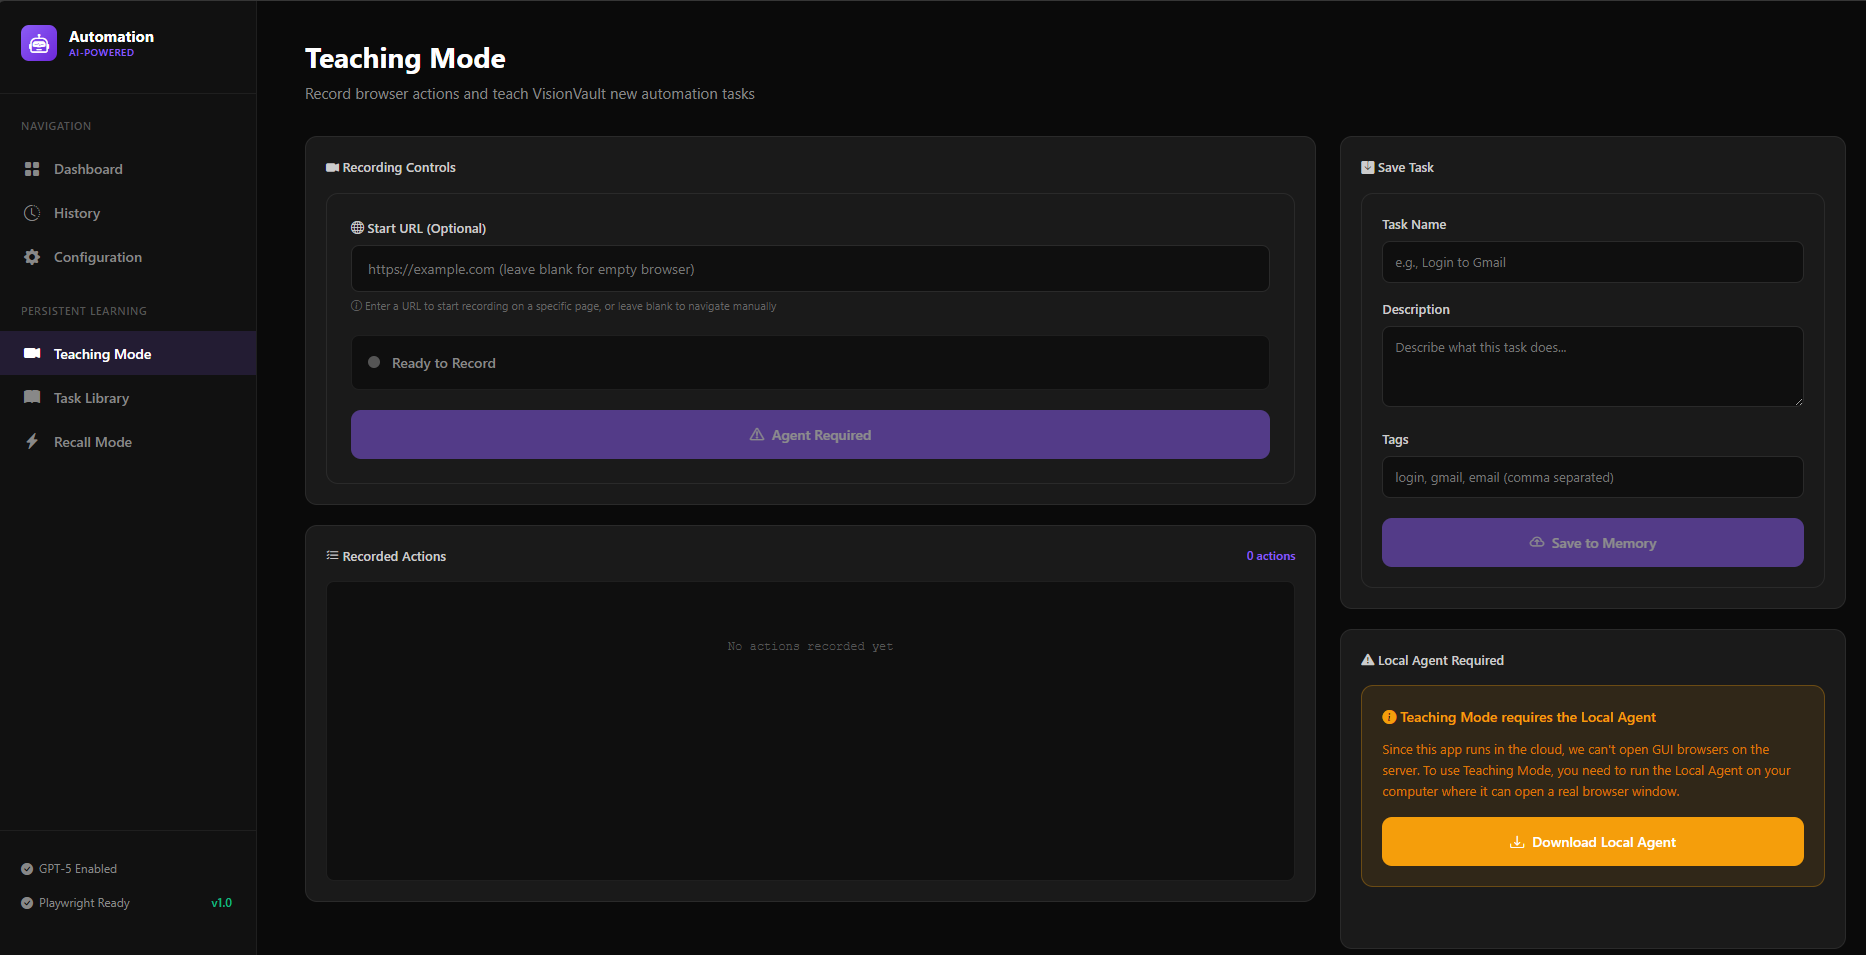 Automation
AI-POWERED
NAVIGATION
Dashboard
History
Configuration
PERSISTENT LEARNING
Teaching Mode
Task Library
Recall Mode
GPT-5 Enabled
Playwright Ready
v1.0
Teaching Mode
Record browser actions and teach VisionVault new automation tasks
Recording Controls
Start URL (Optional)
https://example.com (leave blank for empty browser)
Enter a URL to start recording on a specific page, or leave blank to navigate manually
Ready to Record
Agent Required
Recorded Actions
0 actions
No actions recorded yet
Save Task
Task Name
e.g., Login to Gmail
Description
Describe what this task does...
Tags
login, gmail, email (comma separated)
Save to Memory
Local Agent Required
Teaching Mode requires the Local Agent
Since this app runs in the cloud, we can't open GUI browsers on the
server. To use Teaching Mode, you need to run the Local Agent on your
computer where it can open a real browser window.
Download Local Agent